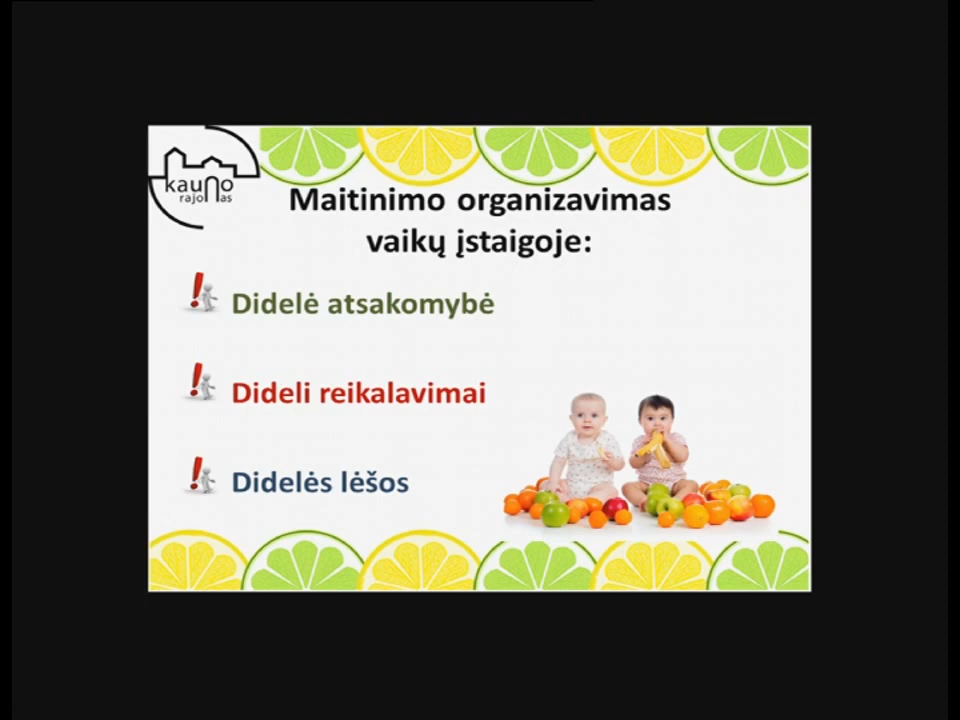 kauno
rajonas
Maitinimo organizavimas
vaikų įstaigoje:
Didelė atsakomybė
Dideli reikalavimai
Didelės lėšos